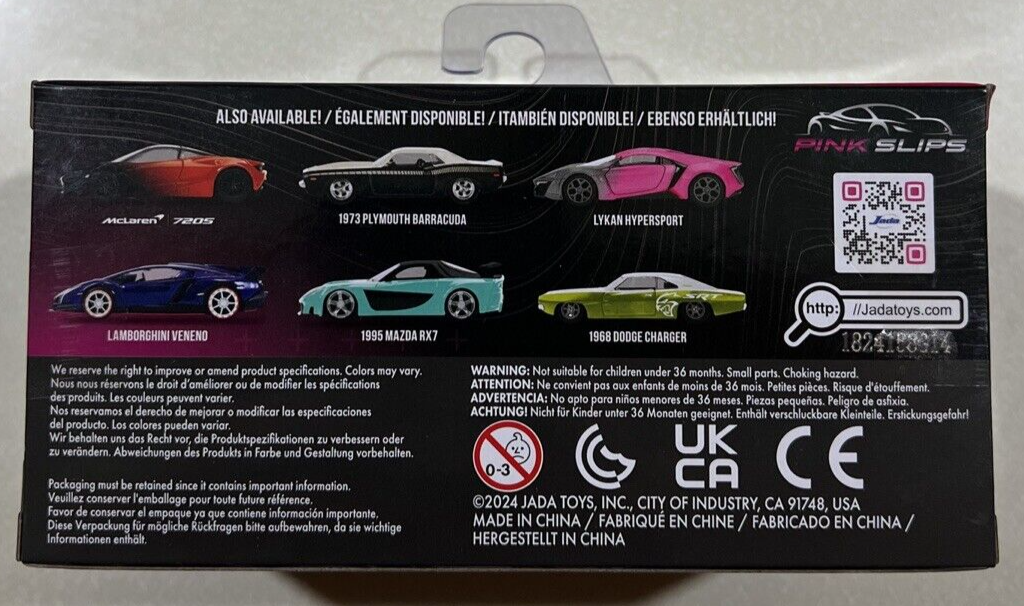 ALSO AVAILABLE! / ÉGALEMENT DISPONIBLE! / ITAMBIÉN DISPONIBLE! / EBENSO ERHÄLTLICH!
PINK SLIPS
McLaren 720S
1973 PLYMOUTH BARRACUDA
LYKAN HYPERSPORT
Jada
LAMBORGHINI VENENO
1995 MAZDA RX7
SRT
1968 DODGE CHARGER
http: //Jadatoys.com
We reserve the right to improve or amend product specifications. Colors may vary.
Nous nous réservons le droit d'améliorer ou de modifier les spécifications
des produits. Les couleurs peuvent varier.
Nos reservamos el derecho de mejorar o modificar las especificaciones
del producto. Los colores pueden variar.
Wir behalten uns das Recht vor, die Produktspezifikationen zu verbessern oder
zu verändern. Abweichungen des Produkts in Farbe und Gestaltung vorbehalten.
Packaging must be retained since it contains important information.
Veuillez conserver l'emballage pour toute future référence.
Favor de conservar el empaque ya que contiene información importante.
Diese Verpackung für mögliche Rückfragen bitte aufbewahren, da sie wichtige
Informationen enthält.
WARNING: Not suitable for children under 36 months. Small parts. Choking hazard.
ATTENTION: Ne convient pas aux enfants de moins de 36 mois. Petites pièces. Risque d'étouffement.
ADVERTENCIA: No apto para niños menores de 36 meses. Piezas pequeñas. Peligro de asfixia.
ACHTUNG! Nicht für Kinder unter 36 Monaten geeignet. Enthält verschluckbare Kleinteile. Erstickungsgefahr!
0-3
UK
CA
CE
©2024 JADA TOYS, INC., CITY OF INDUSTRY, CA 91748, USA
MADE IN CHINA / FABRIQUÉ EN CHINE / FABRICADO EN CHINA /
HERGESTELLT IN CHINA